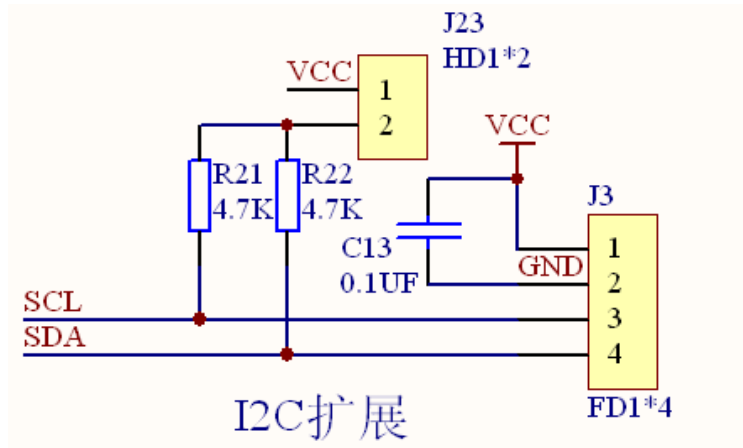 J23
HD1*2
VCC
1
2
VCC
R21
4.7K
R22
4.7K
J3
C13
0.1UF
GND
1
2
3
4
SCL
SDA
I2C扩展
FD1*4